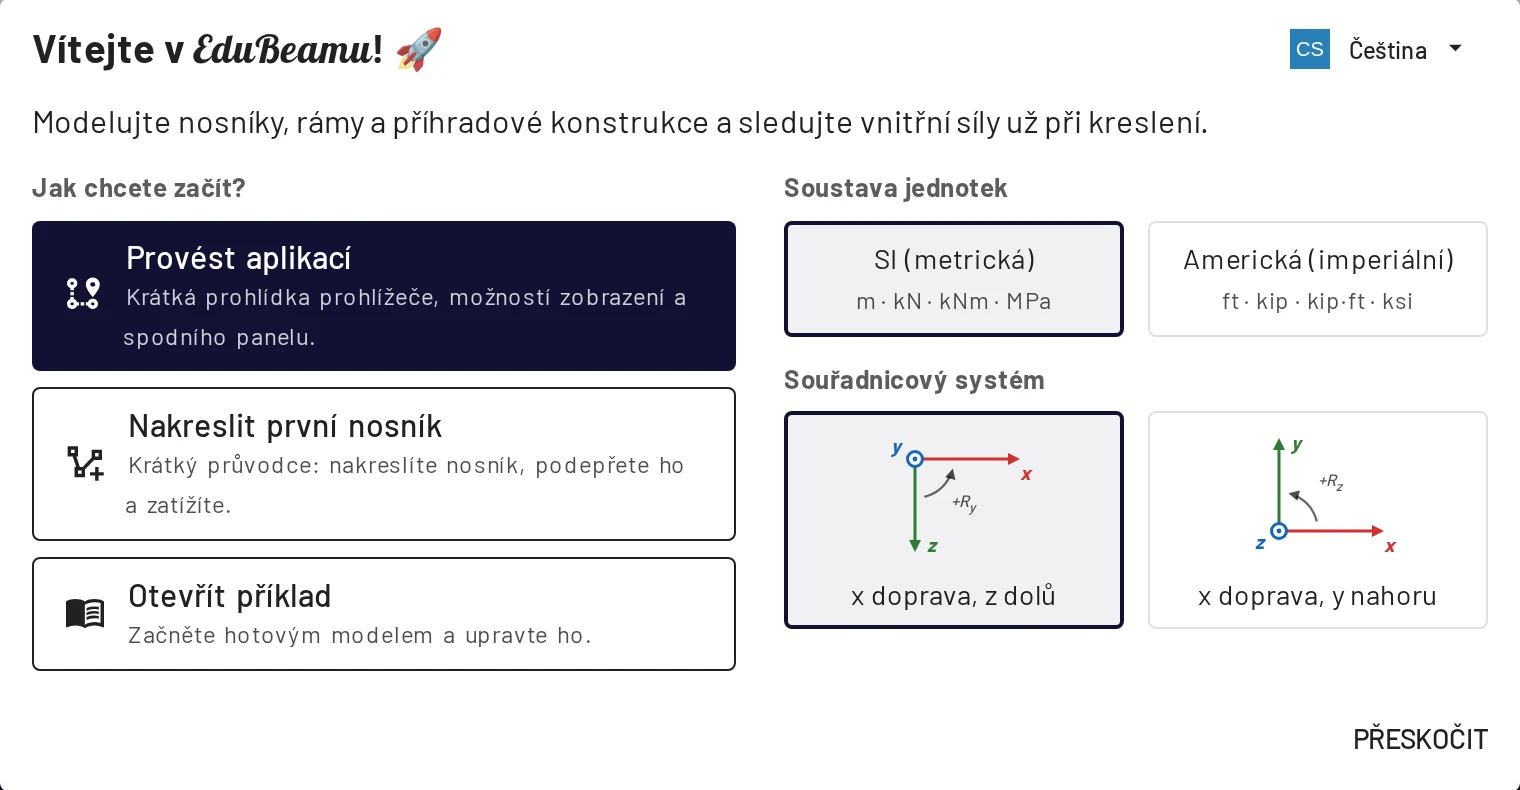 Vítejte v EduBeamu! 🚀
CS Čeština
Modelujte nosníky, rámy a příhradové konstrukce a sledujte vnitřní síly už při kreslení.
Jak chcete začít?
Provést aplikací
Krátká prohlídka prohlížeče, možností zobrazení a
spodního panelu.
Nakreslit první nosník
Krátký průvodce: nakreslíte nosník, podepřete ho
a zatížíte.
Otevřít příklad
Začněte hotovým modelem a upravte ho.
Soustava jednotek
SI (metrická)
m · kN · kNm · MPa
Americká (imperiální)
ft · kip · kip·ft · ksi
Souřadnicový systém
y
x
+Ry
z
x doprava, z dolů
y
+Rz
z
x
x doprava, y nahoru
PŘESKOČIT